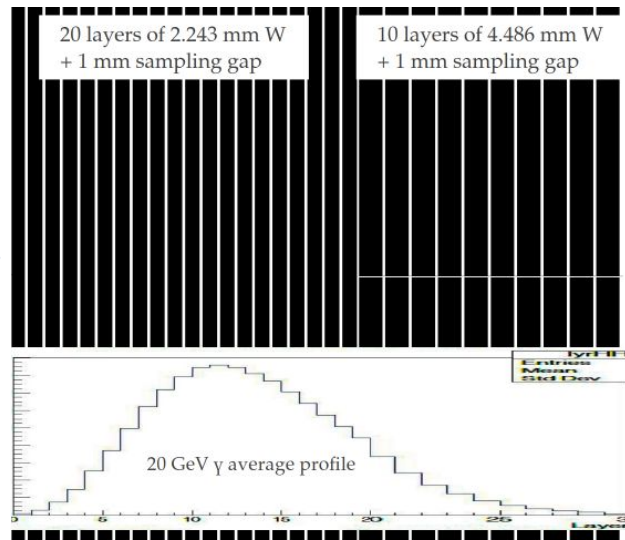 20 layers of 2.243 mm W
+ 1 mm sampling gap
10 layers of 4.486 mm W
+ 1 mm sampling gap
Entries
Mean
Std Dev
20 GeV γ average profile
0 5 10 15 20 25